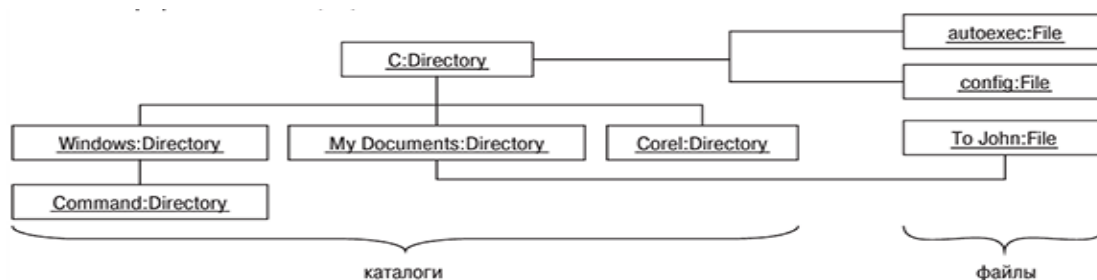 autoexec:File
C:Directory
config:File
Windows:Directory
My Documents:Directory
Corel:Directory
To John:File
Command:Directory
каталоги
файлы